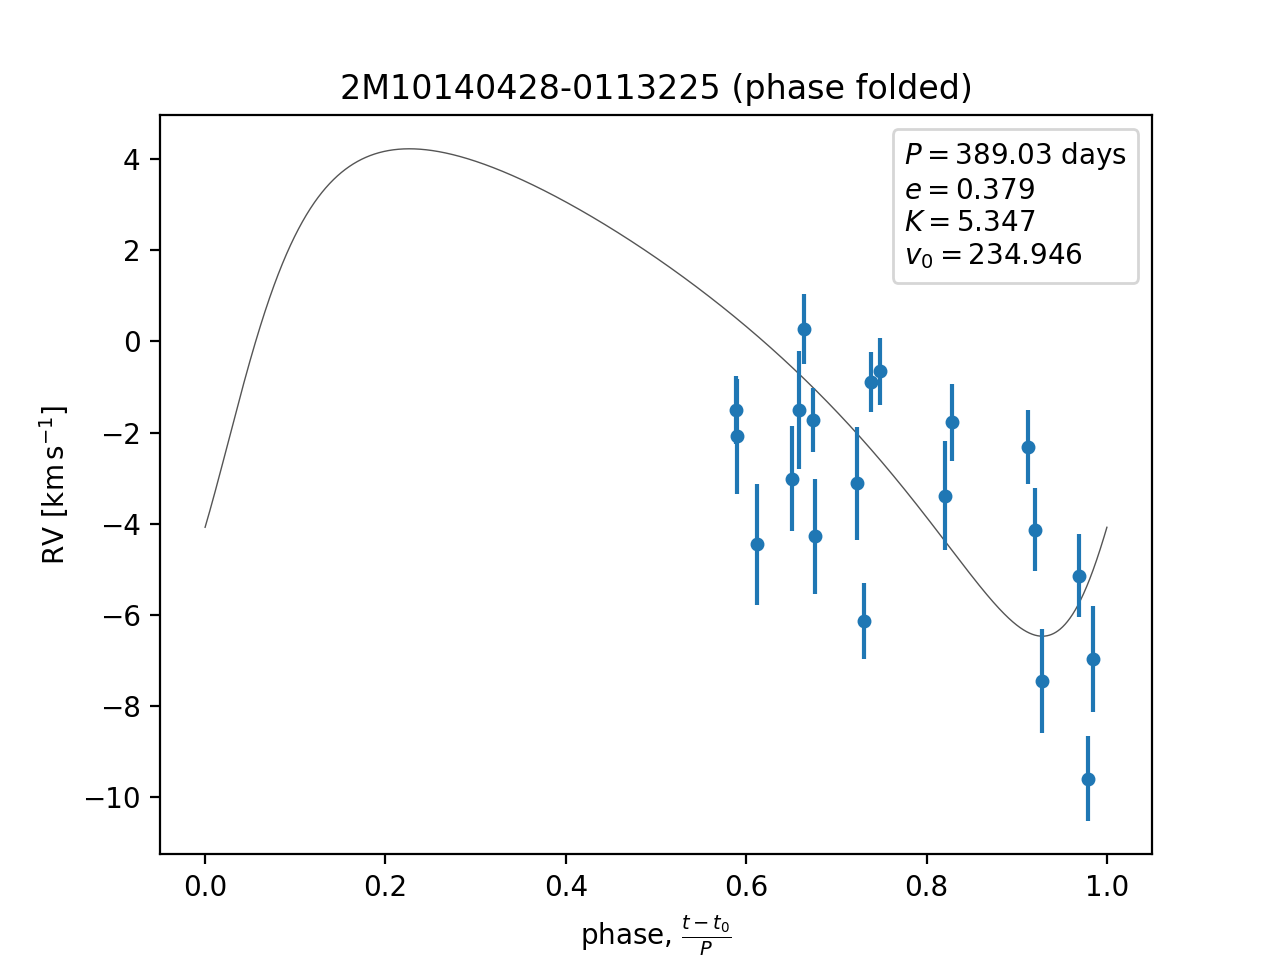 2M10140428-0113225 (phase folded)
P = 389.03 days
e = 0.379
K = 5.347
v₀ = 234.946
RV [km s⁻¹]
4
2
0
−2
−4
−6
−8
−10
0.0 0.2 0.4 0.6 0.8 1.0
phase, (t − t₀)/P